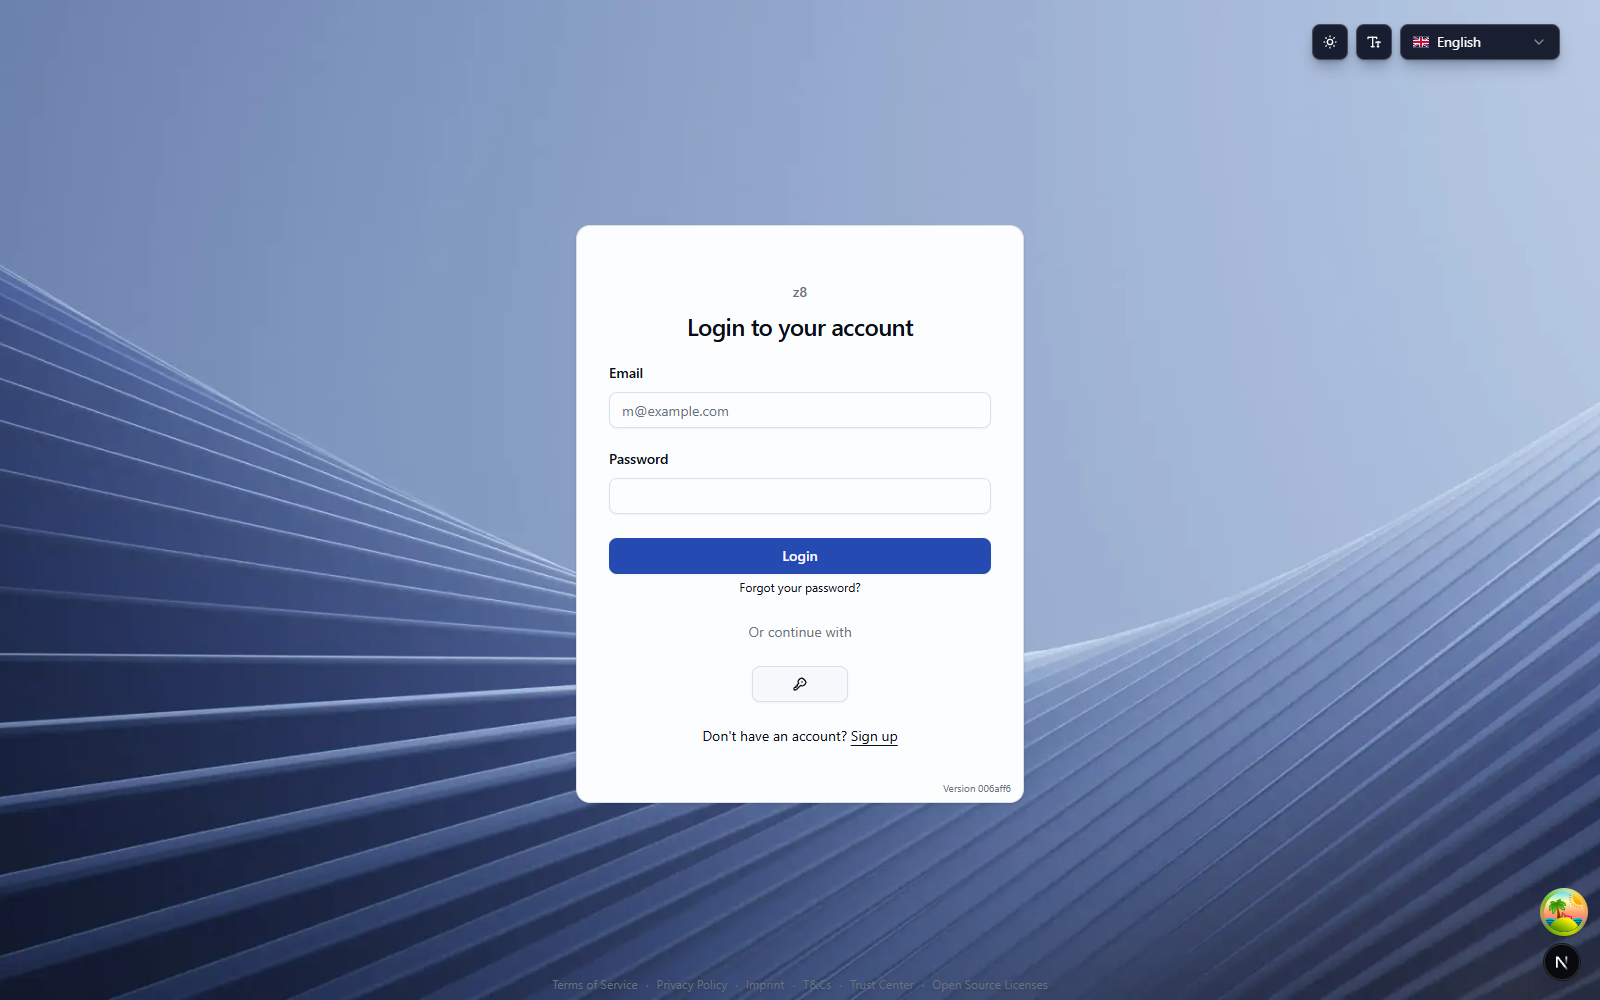 English
z8
Login to your account
Email
m@example.com
Password
Login
Forgot your password?
Or continue with
Don't have an account? Sign up
Version 006aff6
Terms of Service · Privacy Policy · Imprint · T&Cs · Trust Center · Open Source Licenses
N